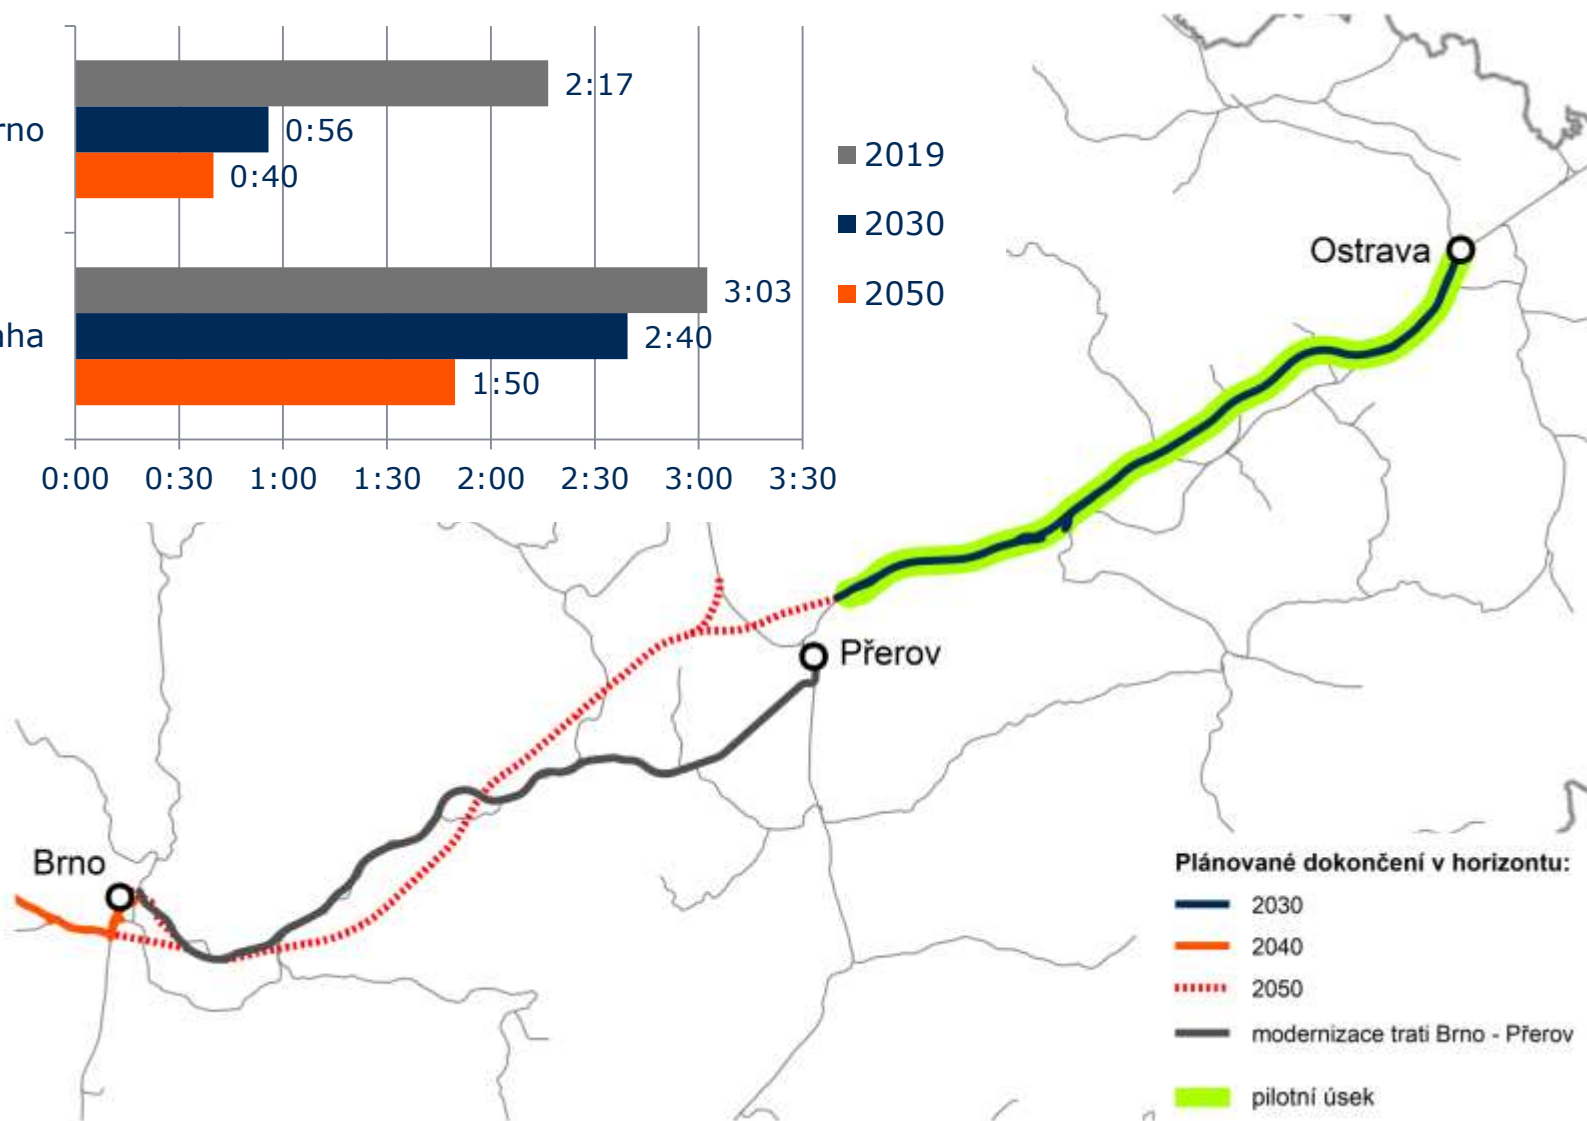 2:17
rno
0:56
0:40
2019
2030
2050
3:03
aha
2:40
1:50
0:00 0:30 1:00 1:30 2:00 2:30 3:00 3:30
Ostrava
Přerov
Brno
Plánované dokončení v horizontu:
2030
2040
2050
modernizace trati Brno - Přerov
pilotní úsek